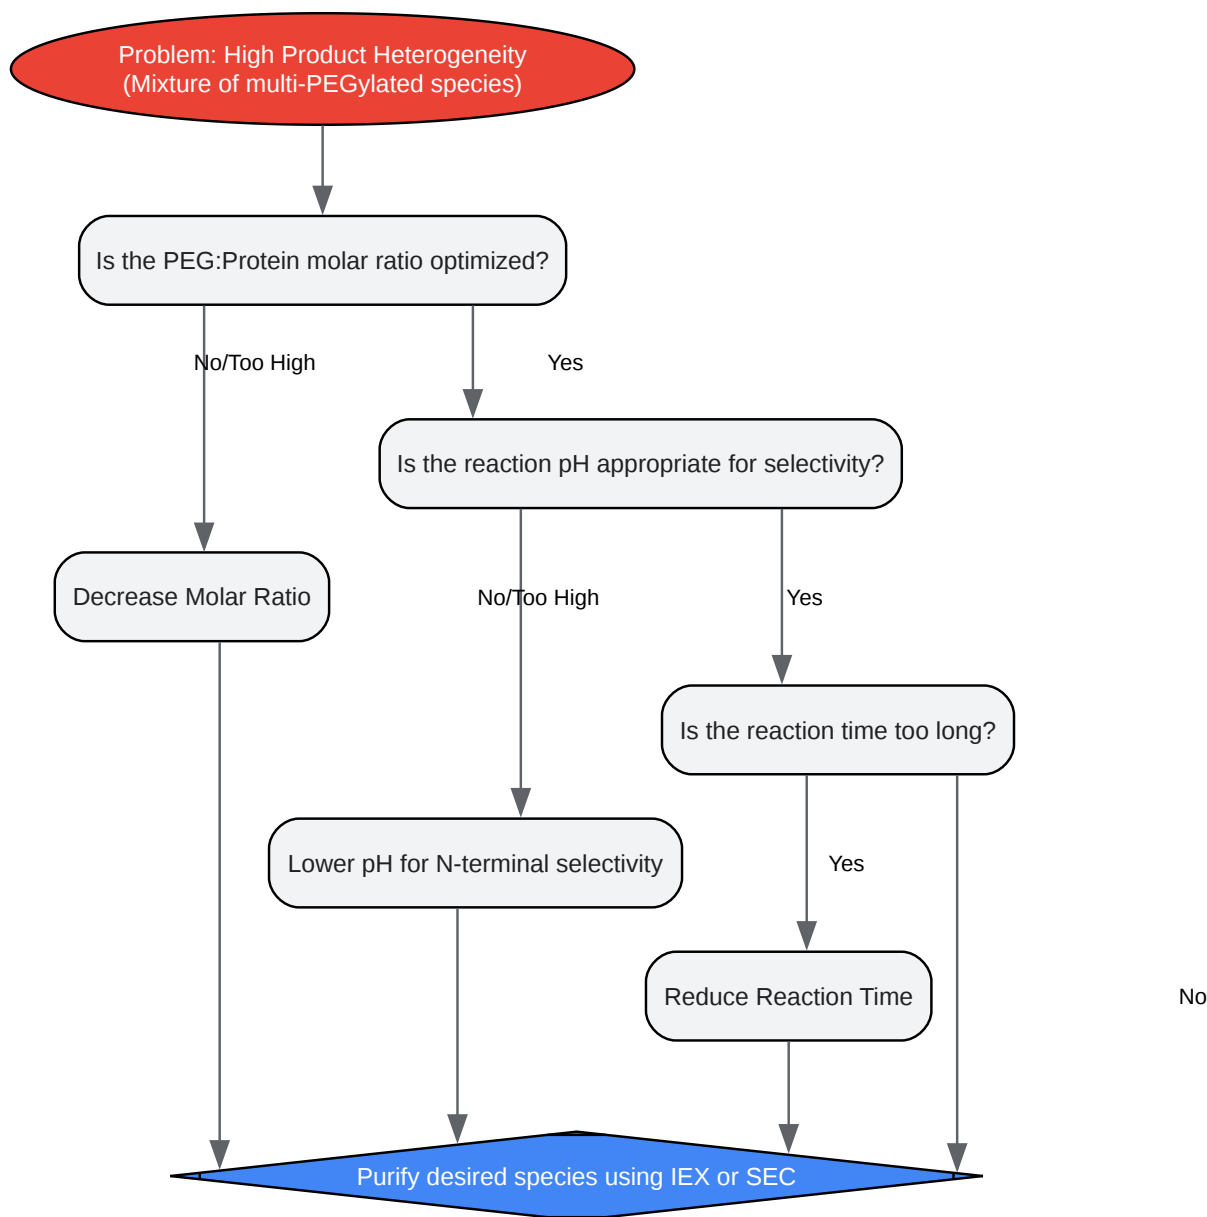 Problem: High Product Heterogeneity
(Mixture of multi-PEGylated species)
Is the PEG:Protein molar ratio optimized?
No/Too High
Yes
Is the reaction pH appropriate for selectivity?
Decrease Molar Ratio
No/Too High
Yes
Is the reaction time too long?
Lower pH for N-terminal selectivity
Yes
Reduce Reaction Time
No
Purify desired species using IEX or SEC